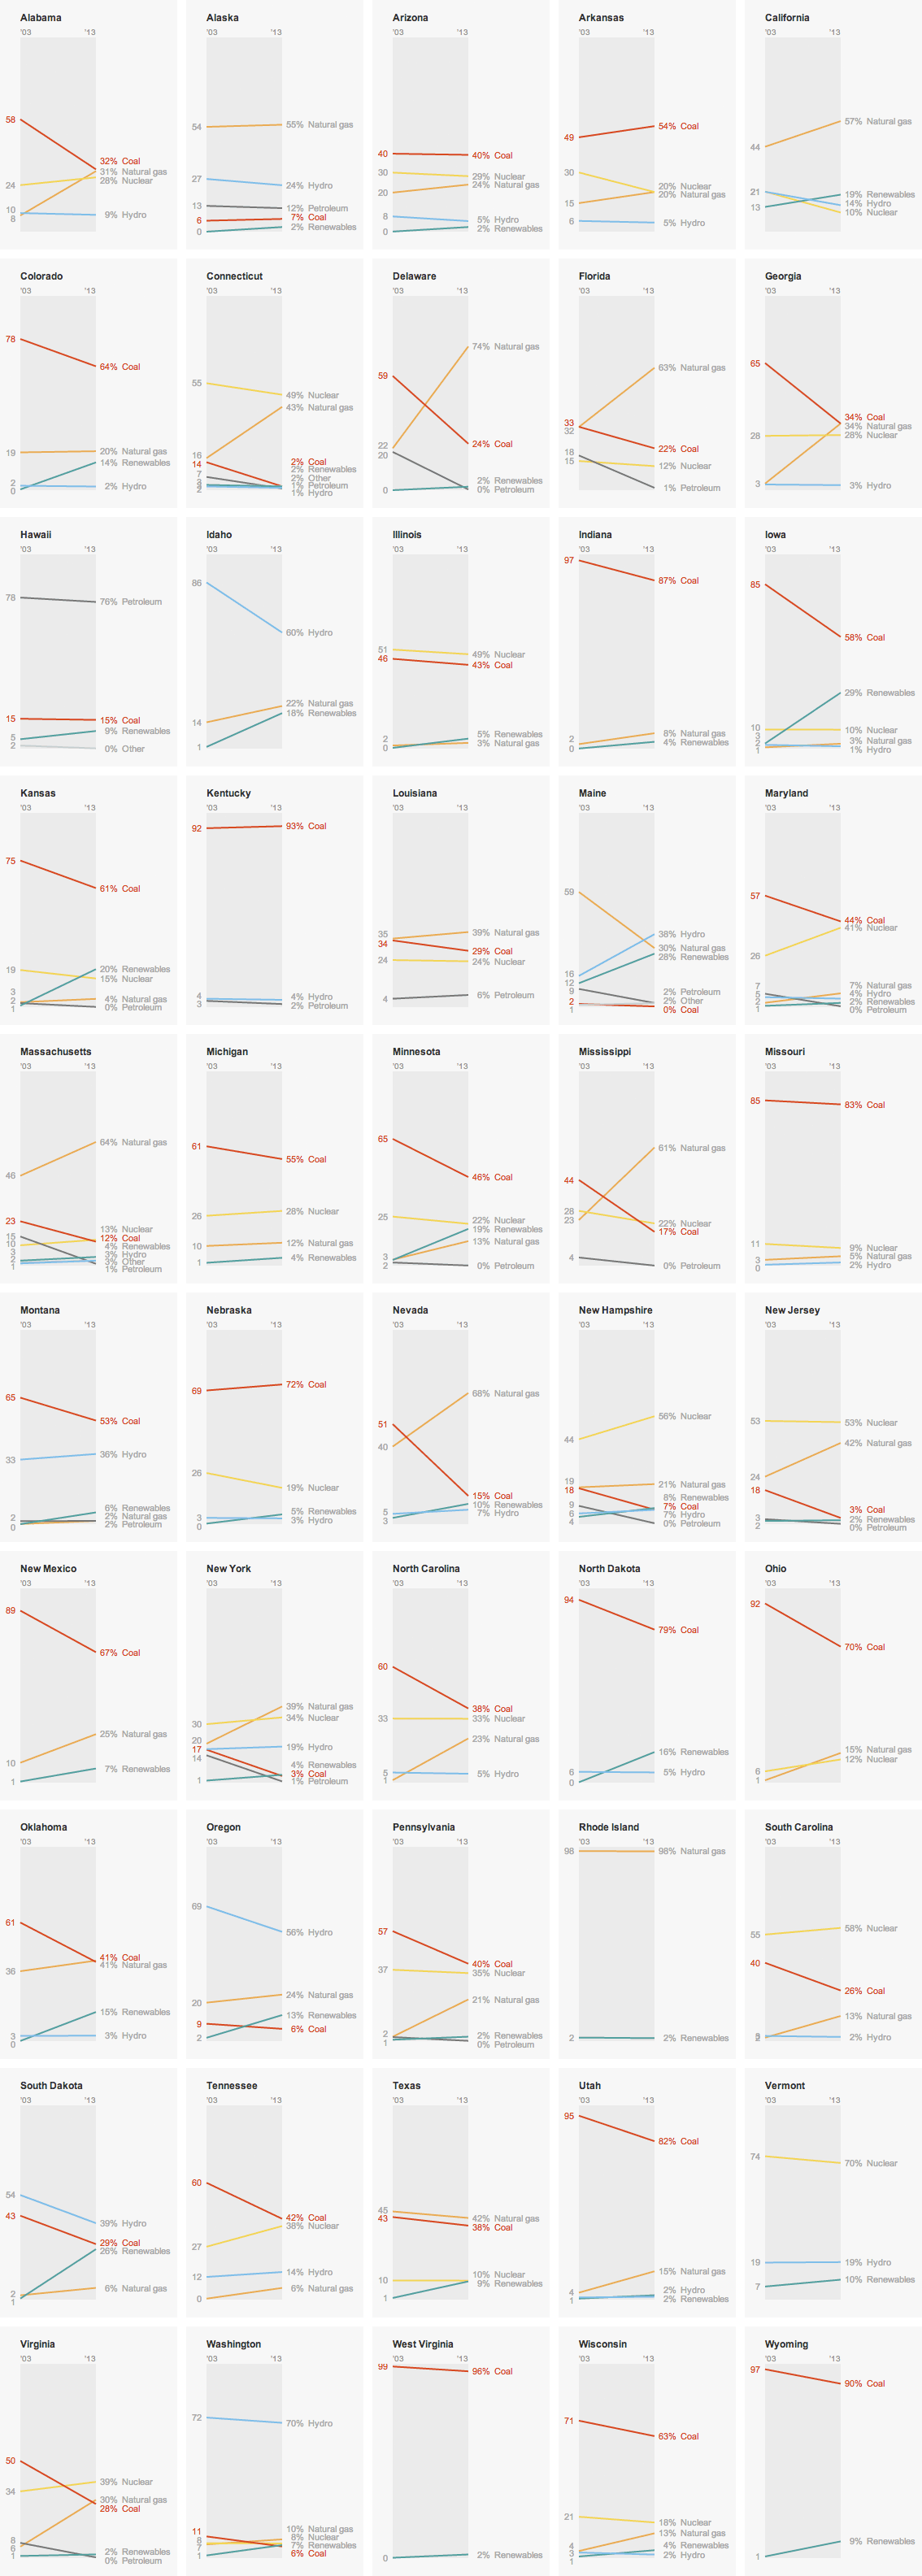 Alabama
'03 '13
58
24
10
8
32% Coal
31% Natural gas
28% Nuclear
9% Hydro
Alaska
'03 '13
54
27
13
6
0
55% Natural gas
24% Hydro
12% Petroleum
7% Coal
2% Renewables
Arizona
'03 '13
40
30
20
8
0
40% Coal
29% Nuclear
24% Natural gas
5% Hydro
2% Renewables
Arkansas
'03 '13
49
30
15
6
54% Coal
20% Nuclear
20% Natural gas
5% Hydro
California
'03 '13
44
21
13
57% Natural gas
19% Renewables
14% Hydro
10% Nuclear
Colorado
'03 '13
78
19
2
0
64% Coal
20% Natural gas
14% Renewables
2% Hydro
Connecticut
'03 '13
55
16
14
7
2
49% Nuclear
43% Natural gas
2% Coal
2% Renewables
2% Other
1% Petroleum
1% Hydro
Delaware
'03 '13
59
22
20
0
74% Natural gas
24% Coal
2% Renewables
0% Petroleum
Florida
'03 '13
33
32
18
15
63% Natural gas
22% Coal
12% Nuclear
1% Petroleum
Georgia
'03 '13
65
28
3
34% Coal
34% Natural gas
28% Nuclear
3% Hydro
Hawaii
'03 '13
78
15
5
2
76% Petroleum
15% Coal
9% Renewables
0% Other
Idaho
'03 '13
86
14
1
60% Hydro
22% Natural gas
18% Renewables
Illinois
'03 '13
51
46
2
0
49% Nuclear
43% Coal
5% Renewables
3% Natural gas
Indiana
'03 '13
97
2
0
87% Coal
8% Natural gas
4% Renewables
Iowa
'03 '13
85
10
3
2
1
58% Coal
29% Renewables
10% Nuclear
3% Natural gas
1% Hydro
Kansas
'03 '13
75
19
3
2
1
61% Coal
20% Renewables
15% Nuclear
4% Natural gas
0% Petroleum
Kentucky
'03 '13
92
4
3
93% Coal
4% Hydro
2% Petroleum
Louisiana
'03 '13
35
34
24
4
39% Natural gas
29% Coal
24% Nuclear
6% Petroleum
Maine
'03 '13
59
16
12
9
2
1
38% Hydro
30% Natural gas
28% Renewables
2% Petroleum
2% Other
0% Coal
Maryland
'03 '13
57
26
7
5
2
1
44% Coal
41% Nuclear
7% Natural gas
4% Hydro
2% Renewables
0% Petroleum
Massachusetts
'03 '13
46
23
15
10
3
2
1
64% Natural gas
13% Nuclear
12% Coal
4% Renewables
3% Hydro
3% Other
1% Petroleum
Michigan
'03 '13
61
26
10
1
55% Coal
28% Nuclear
12% Natural gas
4% Renewables
Minnesota
'03 '13
65
25
3
2
46% Coal
22% Nuclear
19% Renewables
13% Natural gas
0% Petroleum
Mississippi
'03 '13
44
28
23
4
61% Natural gas
22% Nuclear
17% Coal
0% Petroleum
Missouri
'03 '13
85
11
3
0
83% Coal
9% Nuclear
5% Natural gas
2% Hydro
Montana
'03 '13
65
33
2
0
53% Coal
36% Hydro
6% Renewables
2% Natural gas
2% Petroleum
Nebraska
'03 '13
69
26
3
0
72% Coal
19% Nuclear
5% Renewables
3% Hydro
Nevada
'03 '13
51
40
5
3
68% Natural gas
15% Coal
10% Renewables
7% Hydro
New Hampshire
'03 '13
44
19
18
9
6
4
56% Nuclear
21% Natural gas
8% Renewables
7% Coal
7% Hydro
0% Petroleum
New Jersey
'03 '13
53
24
18
3
2
53% Nuclear
42% Natural gas
3% Coal
2% Renewables
0% Petroleum
New Mexico
'03 '13
89
10
1
67% Coal
25% Natural gas
7% Renewables
New York
'03 '13
30
20
17
14
1
39% Natural gas
34% Nuclear
19% Hydro
4% Renewables
3% Coal
1% Petroleum
North Carolina
'03 '13
60
33
5
1
38% Coal
33% Nuclear
23% Natural gas
5% Hydro
North Dakota
'03 '13
94
6
0
79% Coal
16% Renewables
5% Hydro
Ohio
'03 '13
92
6
1
70% Coal
15% Natural gas
12% Nuclear
Oklahoma
'03 '13
61
36
3
0
41% Coal
41% Natural gas
15% Renewables
3% Hydro
Oregon
'03 '13
69
20
9
2
56% Hydro
24% Natural gas
13% Renewables
6% Coal
Pennsylvania
'03 '13
57
37
2
1
40% Coal
35% Nuclear
21% Natural gas
2% Renewables
0% Petroleum
Rhode Island
'03 '13
98
2
98% Natural gas
2% Renewables
South Carolina
'03 '13
55
40
58% Nuclear
26% Coal
13% Natural gas
2% Hydro
South Dakota
'03 '13
54
43
2
1
39% Hydro
29% Coal
26% Renewables
6% Natural gas
Tennessee
'03 '13
60
27
12
0
42% Coal
38% Nuclear
14% Hydro
6% Natural gas
Texas
'03 '13
45
43
10
1
42% Natural gas
38% Coal
10% Nuclear
9% Renewables
Utah
'03 '13
95
4
1
82% Coal
15% Natural gas
2% Hydro
2% Renewables
Vermont
'03 '13
74
19
7
70% Nuclear
19% Hydro
10% Renewables
Virginia
'03 '13
50
34
8
6
1
39% Nuclear
30% Natural gas
28% Coal
2% Renewables
0% Petroleum
Washington
'03 '13
72
11
8
7
1
70% Hydro
10% Natural gas
8% Nuclear
7% Renewables
6% Coal
West Virginia
'03 '13
99
0
96% Coal
2% Renewables
Wisconsin
'03 '13
71
21
4
3
1
63% Coal
18% Nuclear
13% Natural gas
4% Renewables
2% Hydro
Wyoming
'03 '13
97
1
90% Coal
9% Renewables